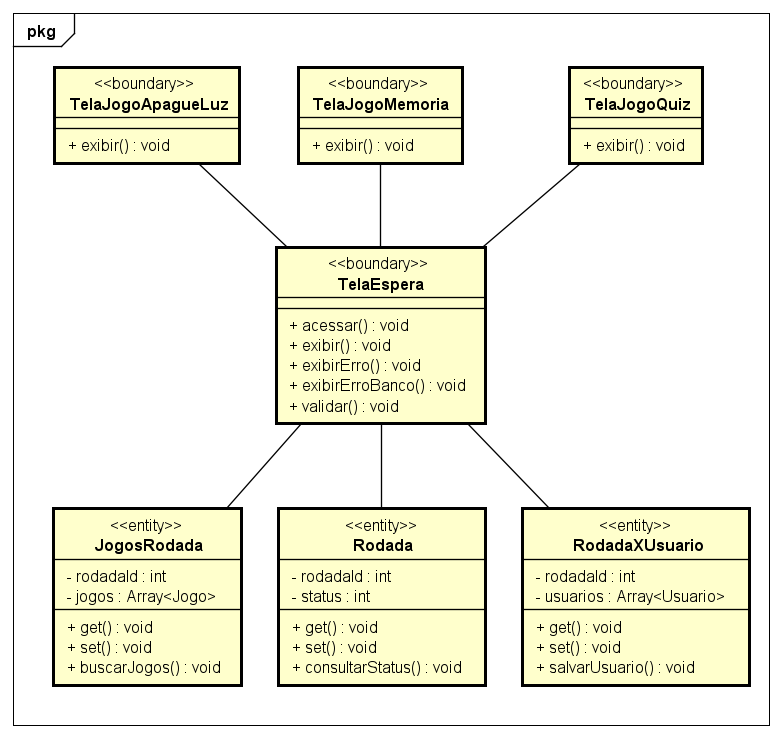 pkg
<<boundary>>
TelaJogoApagueLuz
+ exibir() : void
<<boundary>>
TelaJogoMemoria
+ exibir() : void
<<boundary>>
TelaJogoQuiz
+ exibir() : void
<<boundary>>
TelaEspera
+ acessar() : void
+ exibir() : void
+ exibirErro() : void
+ exibirErroBanco() : void
+ validar() : void
<<entity>>
JogosRodada
- rodadaId : int
- jogos : Array<Jogo>
+ get() : void
+ set() : void
+ buscarJogos() : void
<<entity>>
Rodada
- rodadaId : int
- status : int
+ get() : void
+ set() : void
+ consultarStatus() : void
<<entity>>
RodadaXUsuario
- rodadaId : int
- usuarios : Array<Usuario>
+ get() : void
+ set() : void
+ salvarUsuario() : void